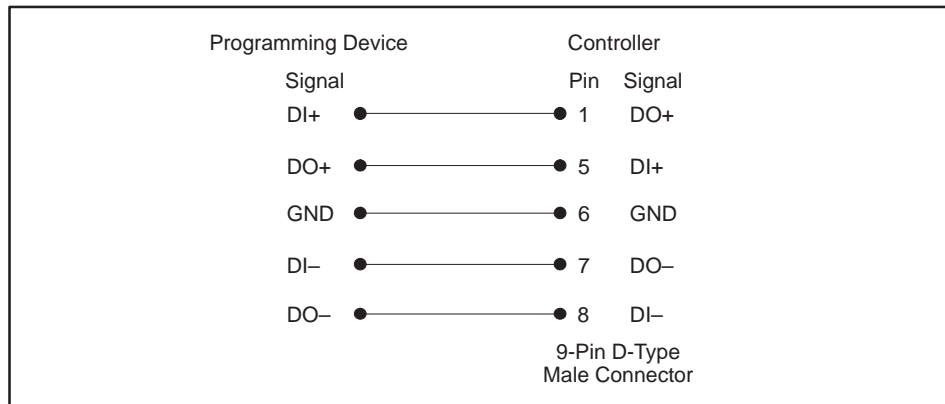 Programming Device Controller
Signal Pin Signal
DI+ 1 DO+
DO+ 5 DI+
GND 6 GND
DI– 7 DO–
DO– 8 DI–
9-Pin D-Type
Male Connector